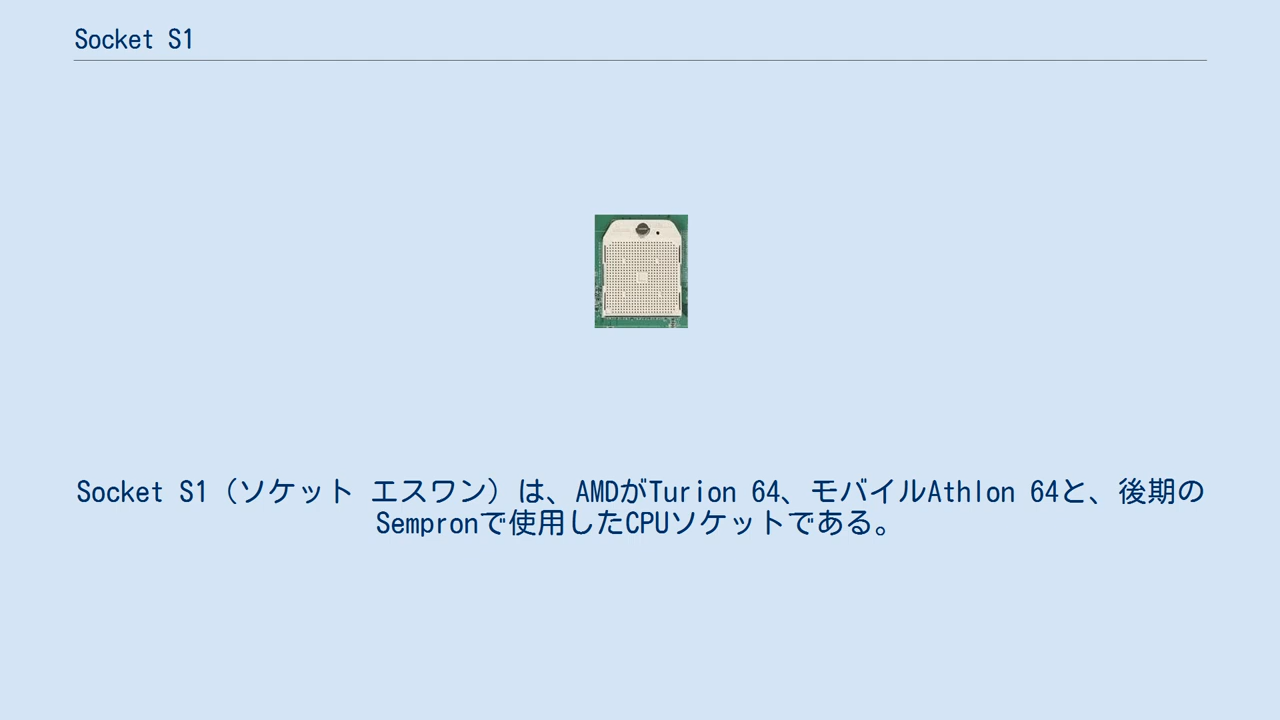 Socket S1
Socket S1（ソケット エスワン）は、AMDがTurion 64、モバイルAthlon 64と、後期の
Sempronで使用したCPUソケットである。